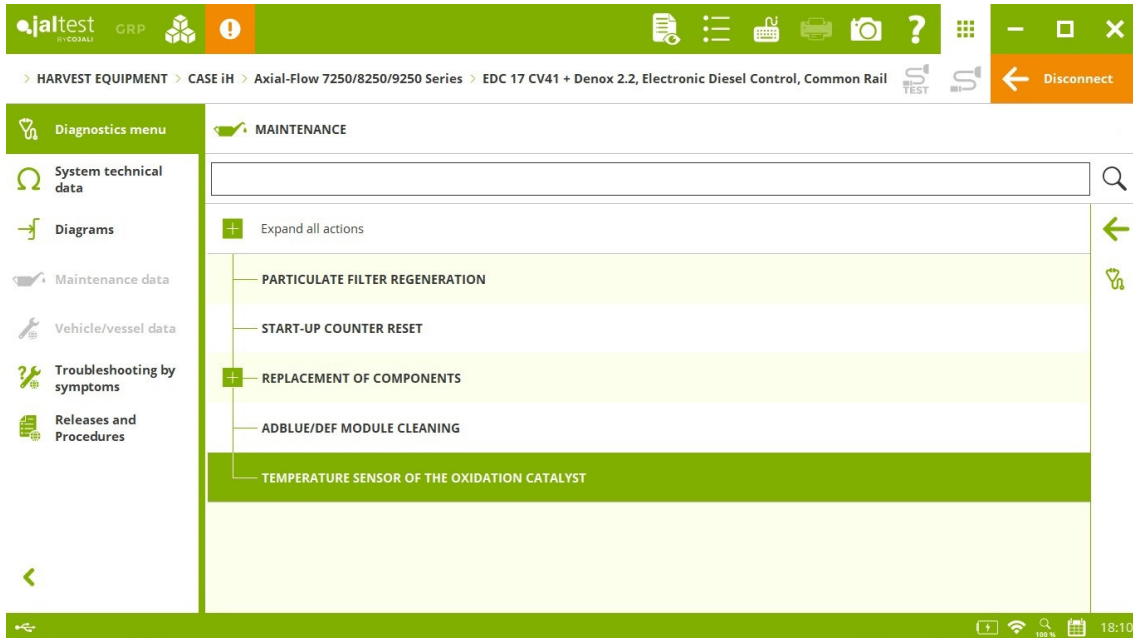 jaltest GRP
BY COJALI
> HARVEST EQUIPMENT > CASE iH > Axial-Flow 7250/8250/9250 Series > EDC 17 CV41 + Denox 2.2, Electronic Diesel Control, Common Rail
TEST
Disconnect
Diagnostics menu
System technical
data
Diagrams
Maintenance data
Vehicle/vessel data
Troubleshooting by
symptoms
Releases and
Procedures
MAINTENANCE
Expand all actions
PARTICULATE FILTER REGENERATION
START-UP COUNTER RESET
REPLACEMENT OF COMPONENTS
ADBLUE/DEF MODULE CLEANING
TEMPERATURE SENSOR OF THE OXIDATION CATALYST
100 %
18:10